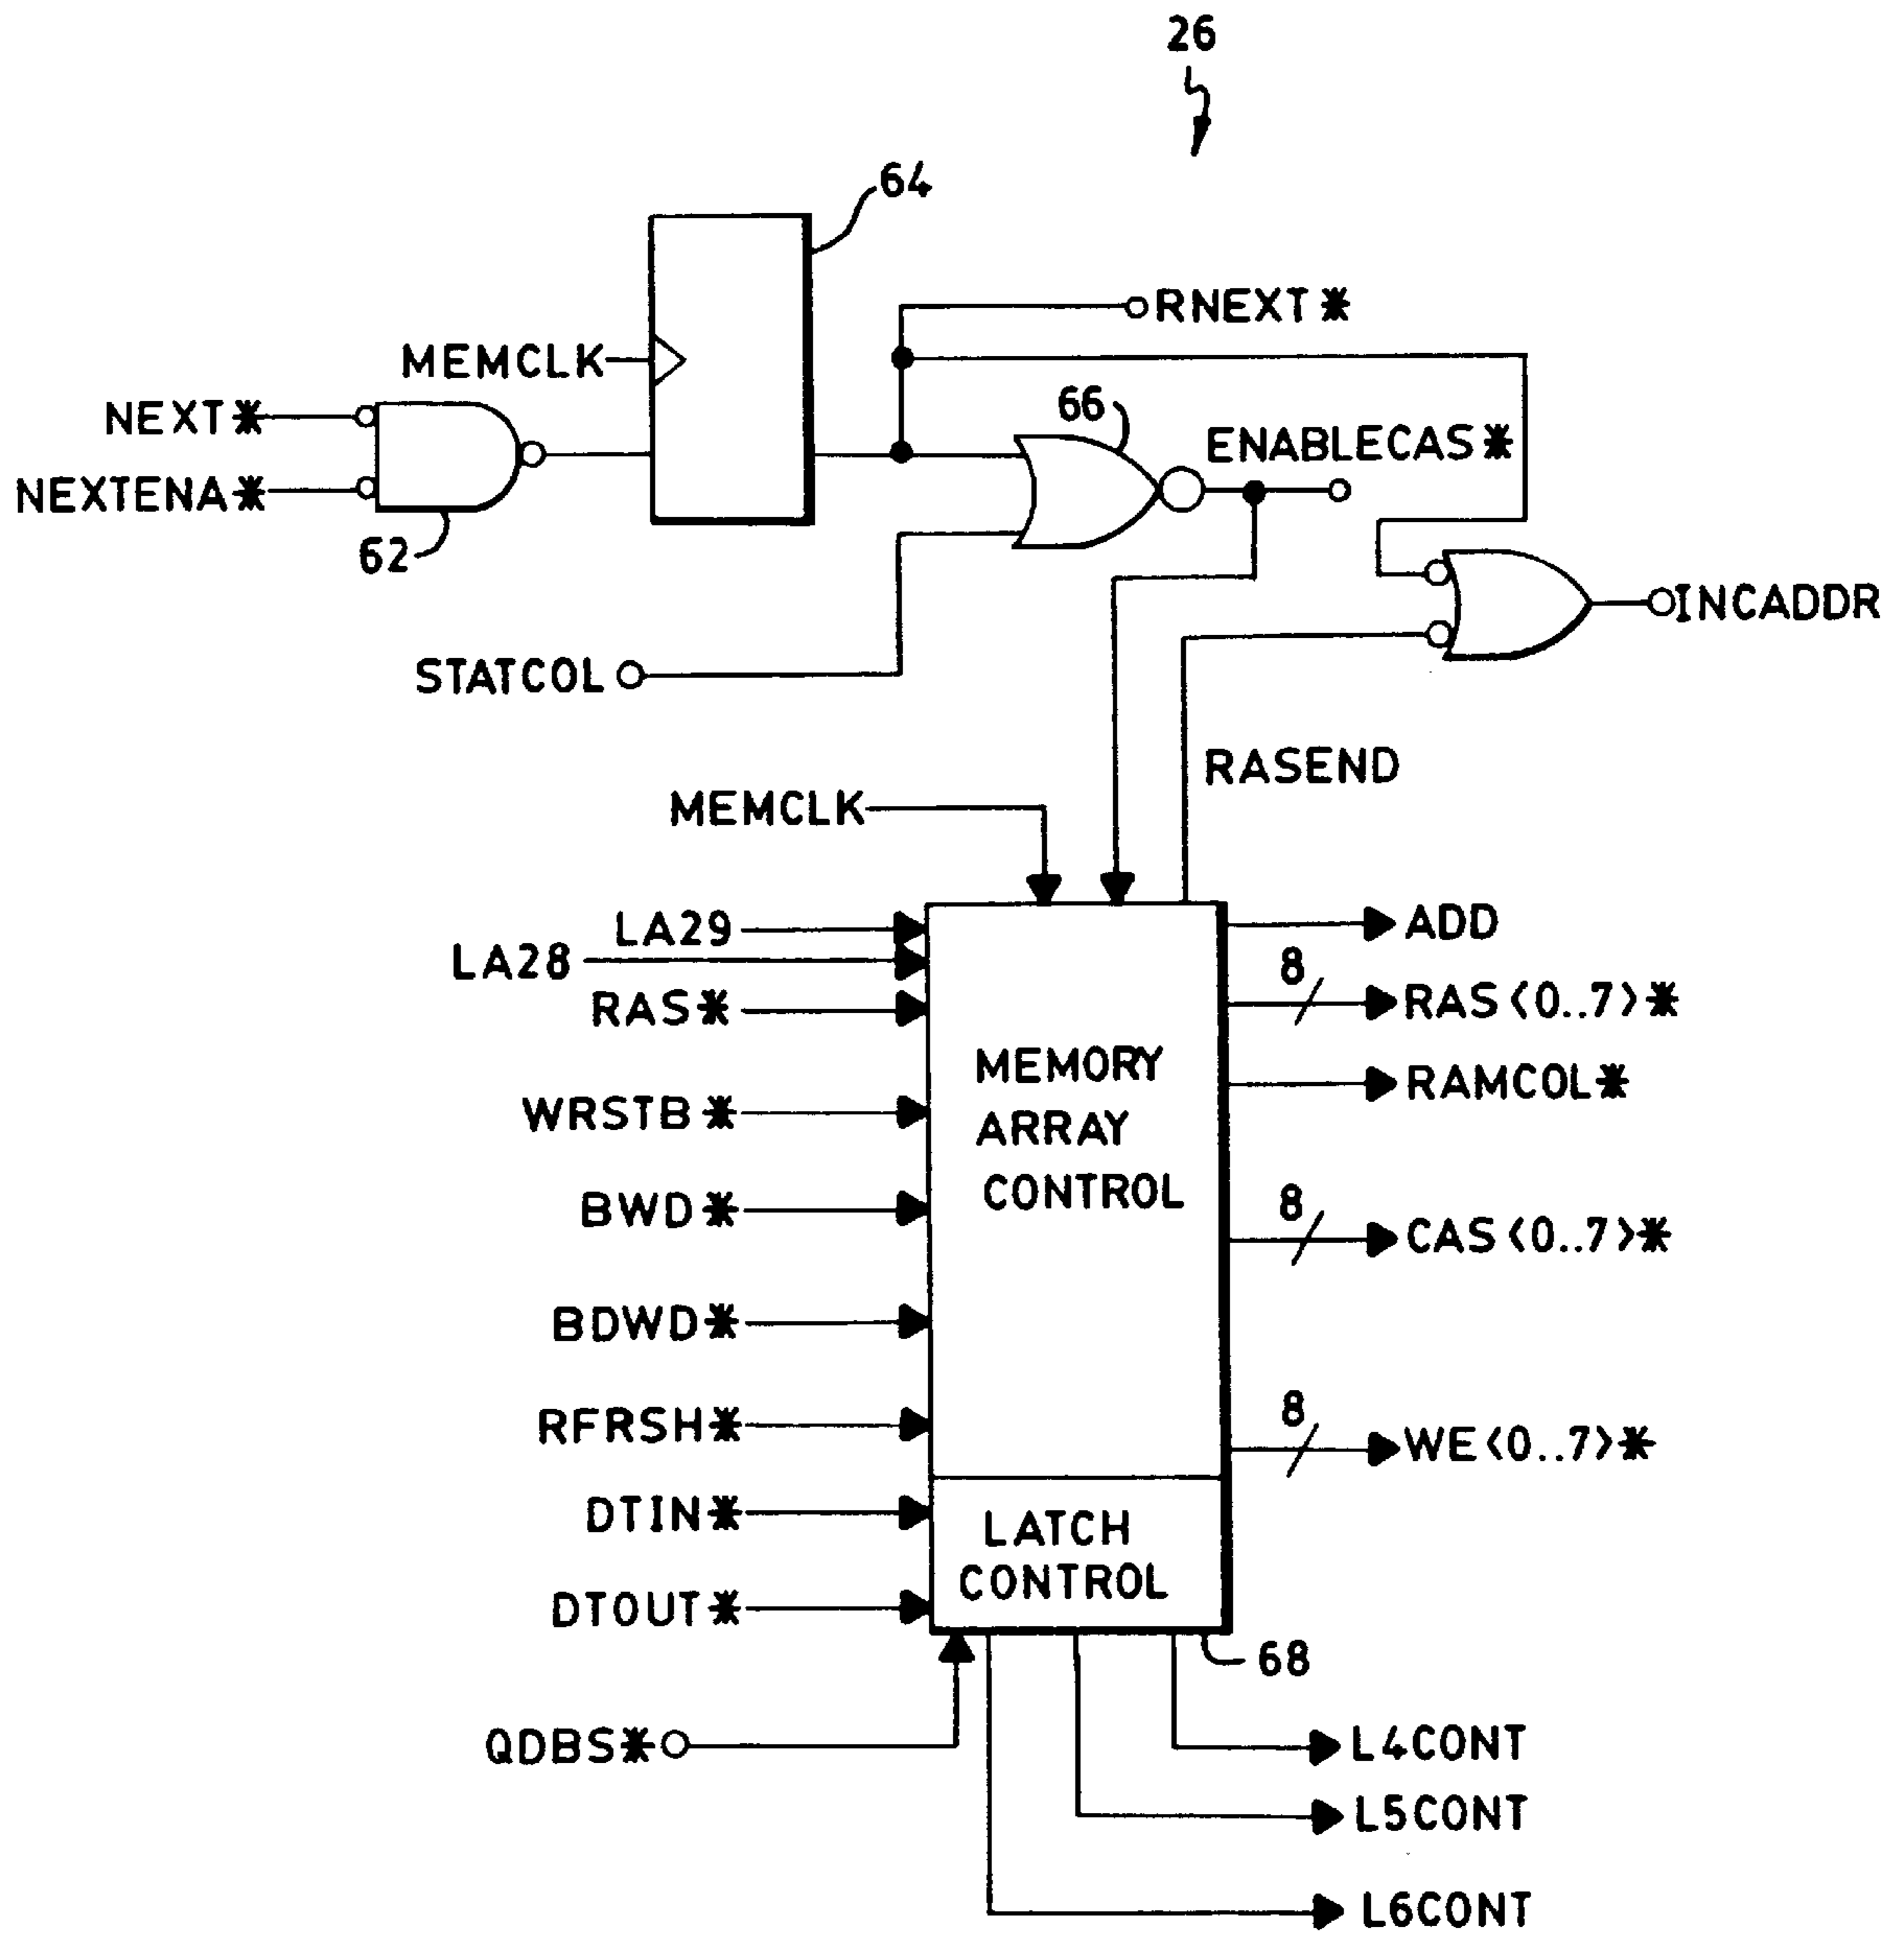 26
64
RNEXT*
MEMCLK
66
NEXT*
ENABLECAS*
NEXTENA*
62
INCADDR
STATCOL
RASEND
MEMCLK
LA29
ADD
LA28
8
RAS*
RAS<0..7>*
MEMORY
ARRAY
CONTROL
RAMCOL*
WRSTB*
BWD*
8
CAS<0..7>*
BDWD*
RFRSH*
8
WE<0..7>*
DTIN*
LATCH
CONTROL
DTOUT*
68
QDBS*
L4CONT
L5CONT
L6CONT